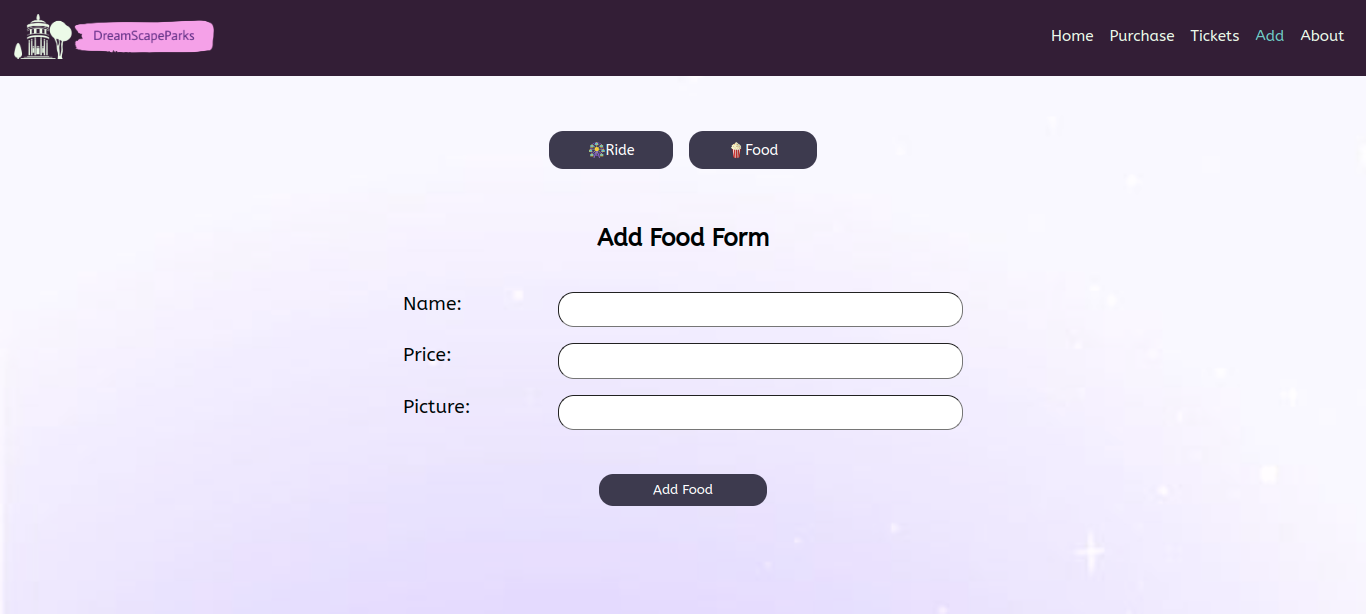 DreamScapeParks
Home Purchase Tickets Add About
Ride Food
Add Food Form
Name:
Price:
Picture:
Add Food